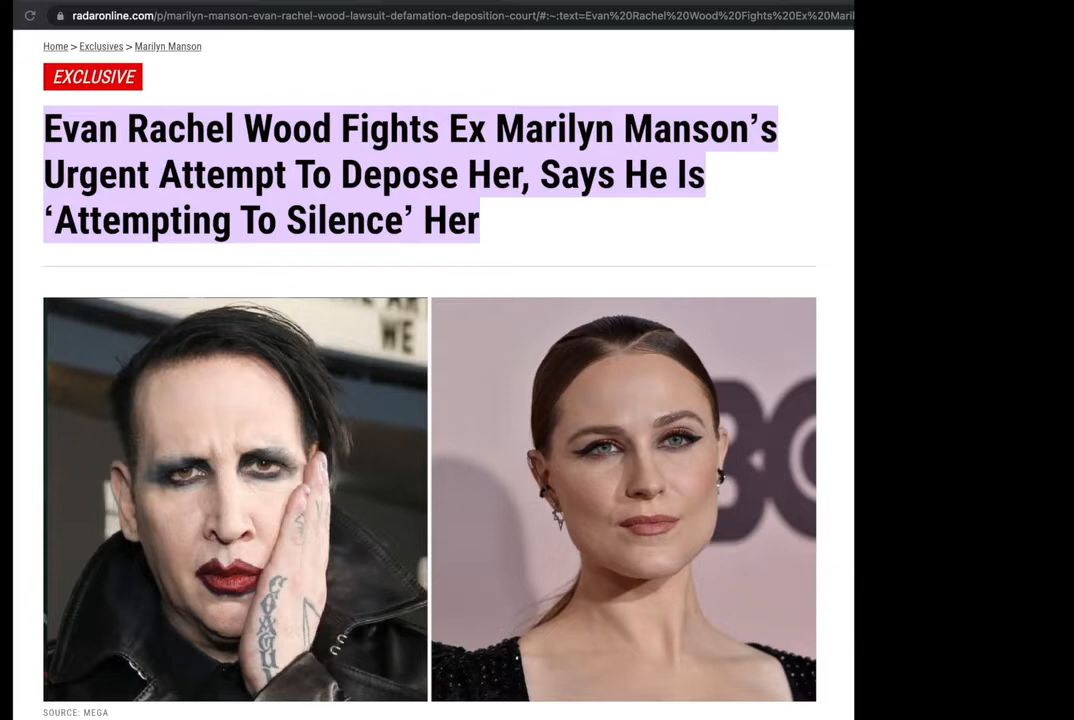 radaronline.com/p/marilyn-manson-evan-rachel-wood-lawsuit-defamation-deposition-court/#:~:text=Evan%20Rachel%20Wood%20Fights%20Ex%20Maril
Home > Exclusives > Marilyn Manson
EXCLUSIVE
Evan Rachel Wood Fights Ex Marilyn Manson’s
Urgent Attempt To Depose Her, Says He Is
‘Attempting To Silence’ Her
WE
SOURCE: MEGA